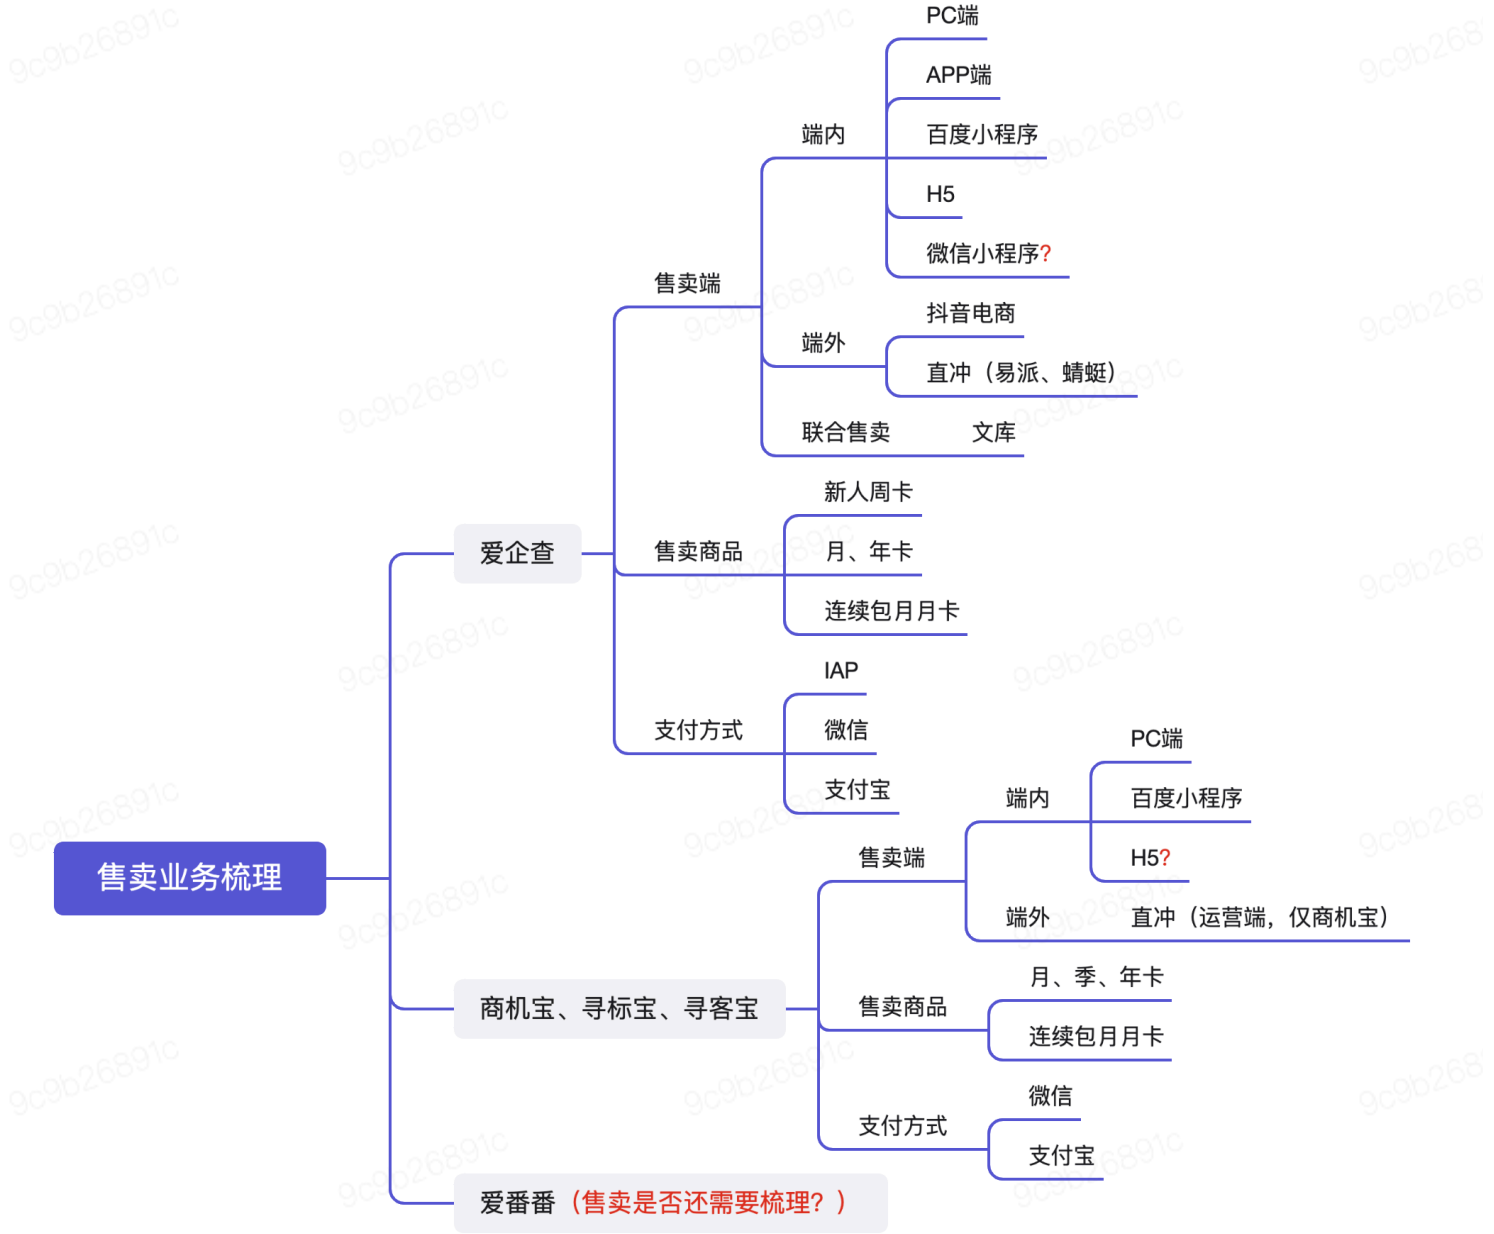 售卖业务梳理
爱企查
售卖端
端内
PC端
APP端
百度小程序
H5
微信小程序?
端外
抖音电商
直冲（易派、蜻蜓）
联合售卖
文库
售卖商品
新人周卡
月、年卡
连续包月月卡
支付方式
IAP
微信
支付宝
商机宝、寻标宝、寻客宝
售卖端
端内
PC端
百度小程序
H5?
端外
直冲（运营端，仅商机宝）
售卖商品
月、季、年卡
连续包月月卡
支付方式
微信
支付宝
爱番番（售卖是否还需要梳理？）
9c9b26891c